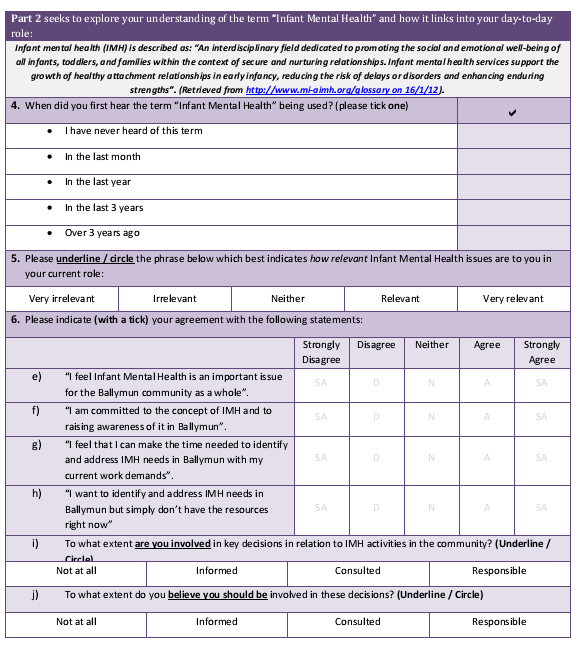 Part 2 seeks to explore your understanding of the term "Infant Mental Health" and how it links into your day-to-day
role:
Infant mental health (IMH) is described as: "An interdisciplinary field dedicated to promoting the social and emotional well-being of
all infants, toddlers, and families within the context of secure and nurturing relationships. Infant mental health services support the
growth of healthy attachment relationships in early infancy, reducing the risk of delays or disorders and enhancing enduring
strengths". (Retrieved from http://www.mi-aimh.org/glossary on 16/1/12).
4. When did you first hear the term "Infant Mental Health" being used? (please tick one) ✔
• I have never heard of this term
• In the last month
• In the last year
• In the last 3 years
• Over 3 years ago
5. Please underline / circle the phrase below which best indicates how relevant Infant Mental Health issues are to you in
your current role:
Very irrelevant Irrelevant Neither Relevant Very relevant
6. Please indicate (with a tick) your agreement with the following statements:
Strongly Disagree Neither Agree Strongly
Disagree Agree
e) "I feel Infant Mental Health is an important issue
for the Ballymun community as a whole".
SA D N A SA
f) "I am committed to the concept of IMH and to
raising awareness of it in Ballymun".
SA D N A SA
g) "I feel that I can make the time needed to identify
and address IMH needs in Ballymun with my
current work demands".
SA D N A SA
h) "I want to identify and address IMH needs in
Ballymun but simply don't have the resources
right now"
SA D N A SA
i) To what extent are you involved in key decisions in relation to IMH activities in the community? (Underline /
Circle)
Not at all Informed Consulted Responsible
j) To what extent do you believe you should be involved in these decisions? (Underline / Circle)
Not at all Informed Consulted Responsible